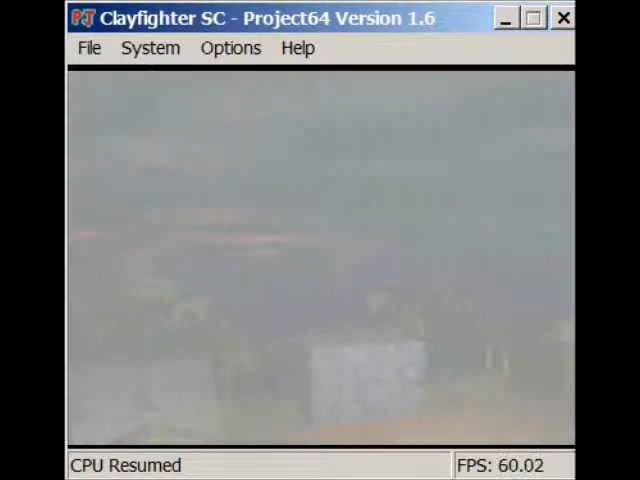 Clayfighter SC - Project64 Version 1.6
File System Options Help
CPU Resumed FPS: 60.02